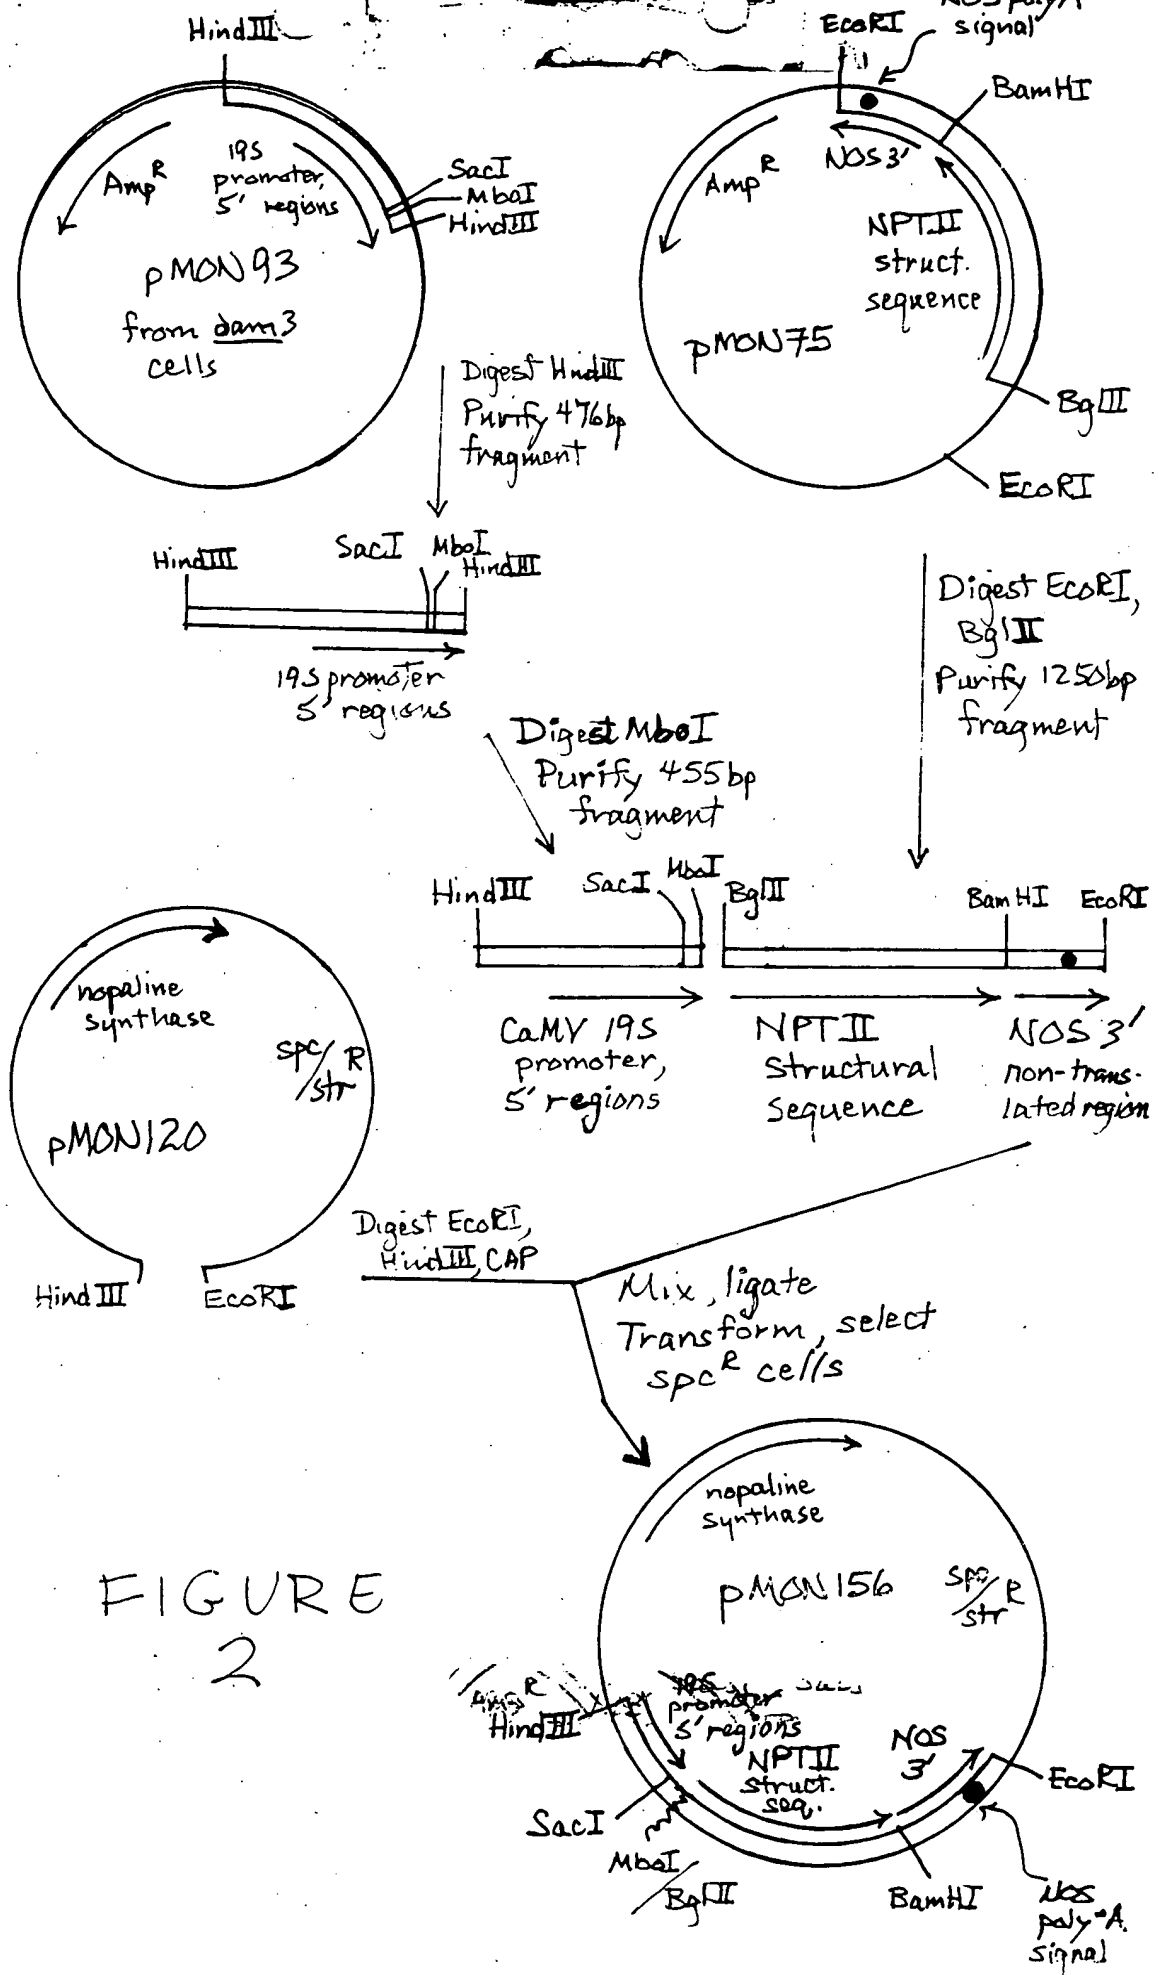 HindIII
Amp R
19S
promoter,
5' regions
SacI
MboI
HindIII
pMON93
from dam3
cells
EcoRI
NOS poly A
signal
BamHI
NOS3'
Amp R
NPTII
struct.
sequence
pMON75
BglII
EcoRI
Digest HindIII
Purify 476bp
fragment
HindIII
SacI
MboI
HindIII
19S promoter
5' regions
Digest EcoRI,
BglII
Purify 1250bp
fragment
Digest MboI
Purify 455bp
fragment
HindIII
SacI
MboI
BglII
BamHI
EcoRI
CaMV 19S
promoter,
5' regions
NPTII
Structural
Sequence
NOS 3'
non-trans-
lated region
nopaline
synthase
spc/str R
pMON120
HindIII
EcoRI
Digest EcoRI,
HindIII, CAP
Mix, ligate
Transform, select
spc R cells
nopaline
synthase
pMON156
spc/str R
Amp R
HindIII
promoter
5' regions
NPTII
struct.
seq.
NOS
3'
EcoRI
SacI
MboI/BglII
BamHI
NOS
poly-A.
signal
FIGURE
2